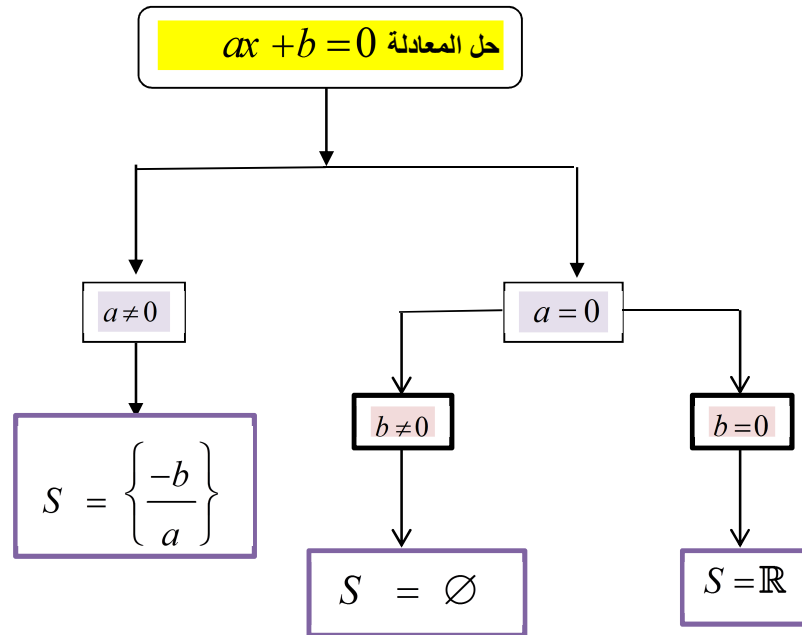 حل المعادلة ax + b = 0
a ≠ 0
a = 0
b ≠ 0
b = 0
S = {-b/a}
S = ∅
S = ℝ